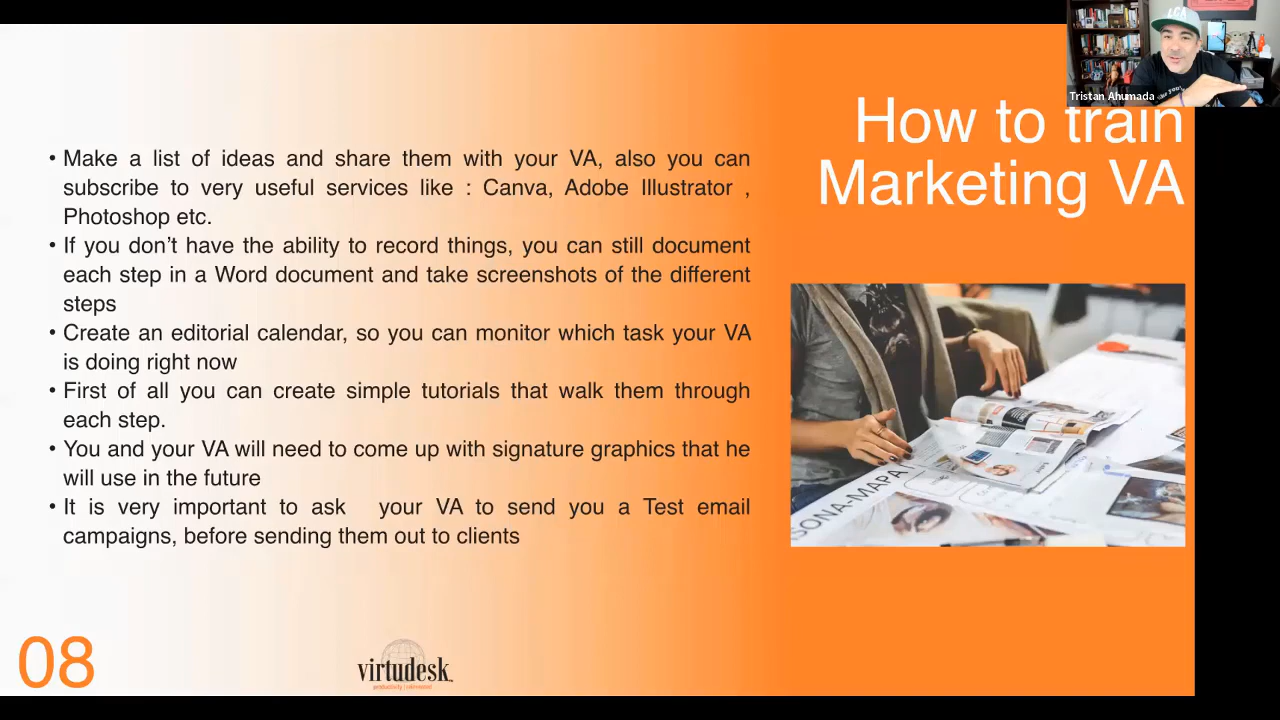 How to train
Marketing VA
Tristan Ahumada
LCA
• Make a list of ideas and share them with your VA, also you can
subscribe to very useful services like : Canva, Adobe Illustrator ,
Photoshop etc.
• If you don’t have the ability to record things, you can still document
each step in a Word document and take screenshots of the different
steps
• Create an editorial calendar, so you can monitor which task your VA
is doing right now
• First of all you can create simple tutorials that walk them through
each step.
• You and your VA will need to come up with signature graphics that he
will use in the future
• It is very important to ask your VA to send you a Test email
campaigns, before sending them out to clients
SONA-MAPA
08
virtudesk